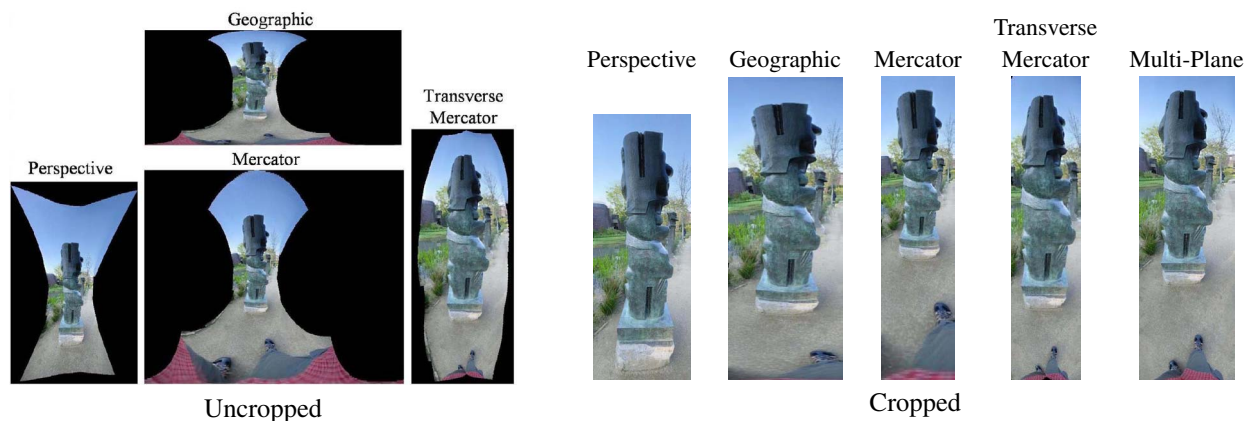 Geographic
Transverse
Mercator
Perspective
Mercator
Uncropped
Perspective
Geographic
Mercator
Transverse
Mercator
Multi-Plane
Cropped